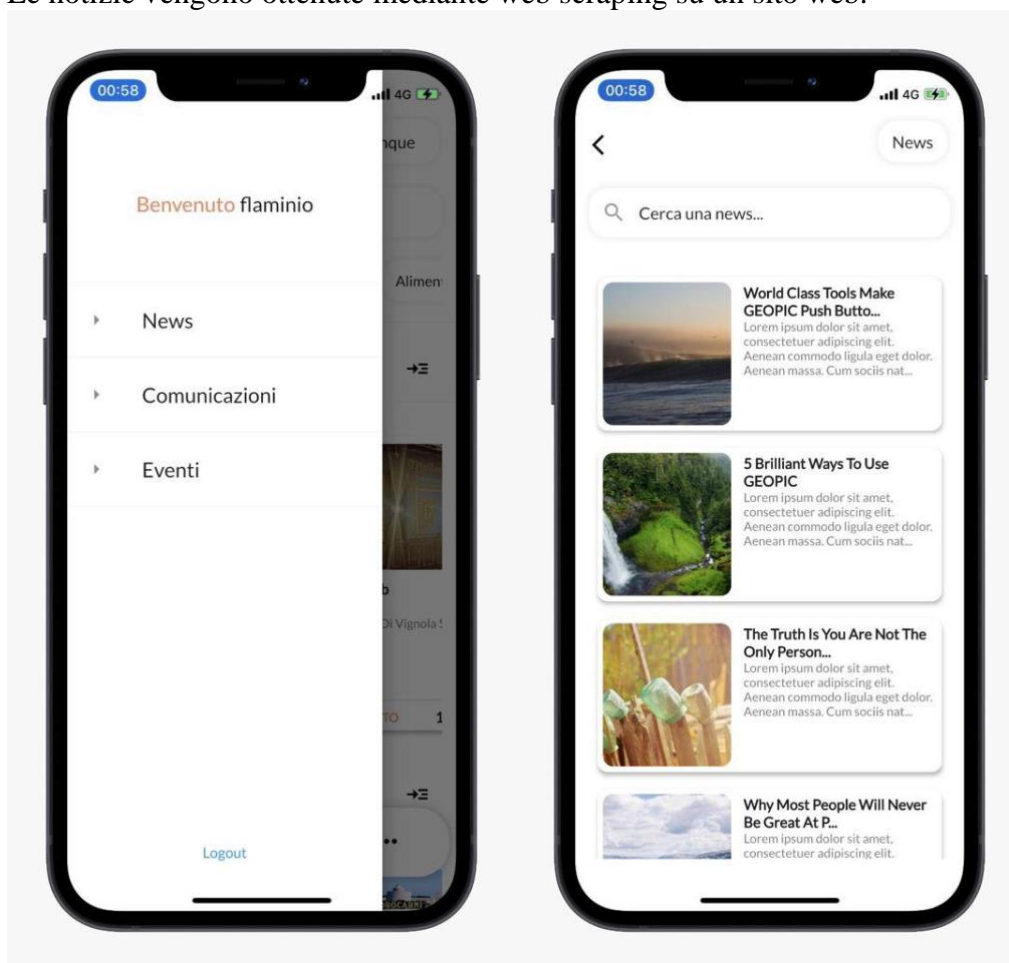 Le notizie vengono ottenute mediante web scraping su un sito web.
00:58
4G
nque
Benvenuto flaminio
Alimen
News
Comunicazioni
Eventi
b
Di Vignola S
TO 1
Logout
00:58
4G
News
Cerca una news...
World Class Tools Make
GEOPIC Push Butto...
Lorem ipsum dolor sit amet,
consectetuer adipiscing elit.
Aenean commodo ligula eget dolor.
Aenean massa. Cum sociis nat...
5 Brilliant Ways To Use
GEOPIC
Lorem ipsum dolor sit amet,
consectetuer adipiscing elit.
Aenean commodo ligula eget dolor.
Aenean massa. Cum sociis nat...
The Truth Is You Are Not The
Only Person...
Lorem ipsum dolor sit amet,
consectetuer adipiscing elit.
Aenean commodo ligula eget dolor.
Aenean massa. Cum sociis nat...
Why Most People Will Never
Be Great At P...
Lorem ipsum dolor sit amet,
consectetuer adipiscing elit.